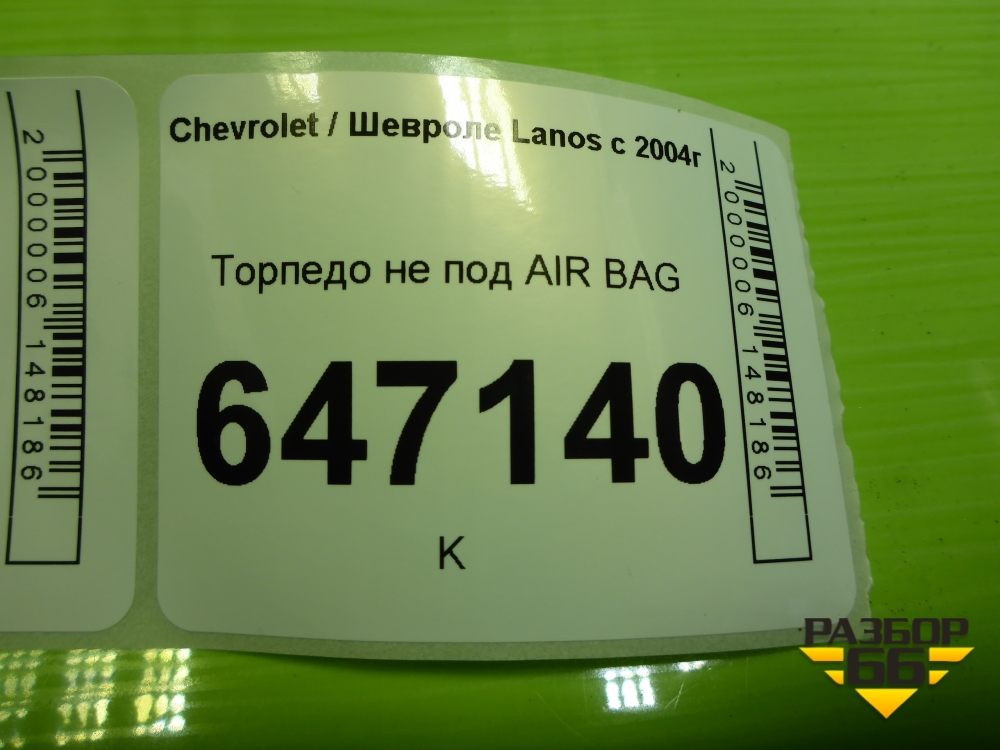 2000006148186
Chevrolet / Шевроле Lanos с 2004г
Торпедо не под AIR BAG
647140
К
2000006148186
РАЗБОР
66